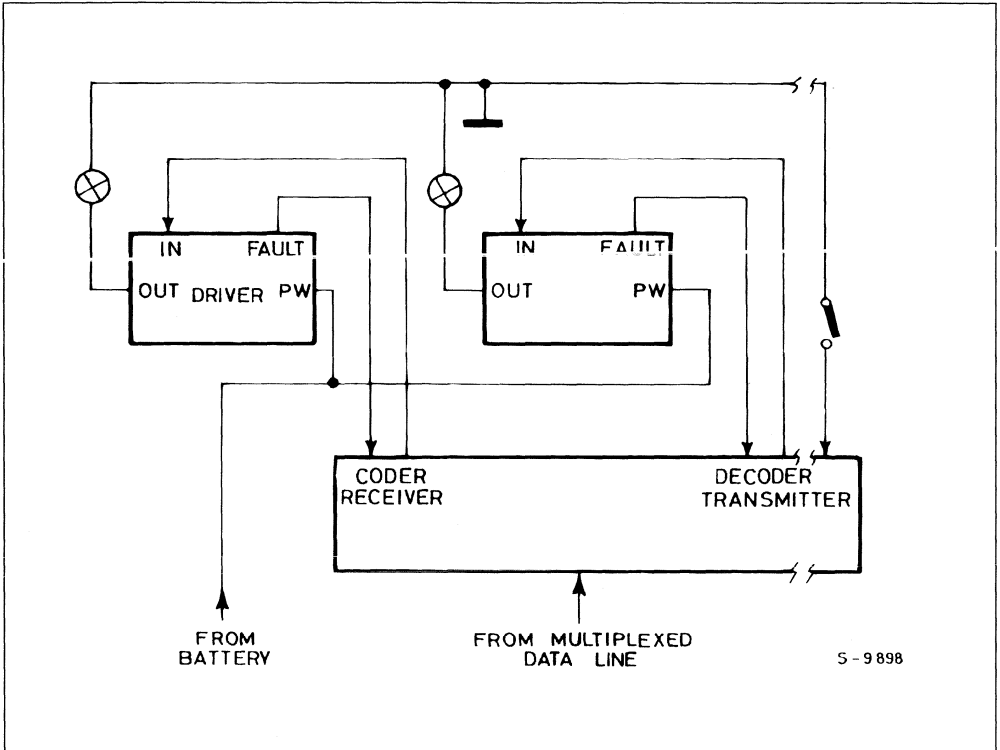 IN FAULT
OUT DRIVER PW
IN FAULT
OUT PW
CODER
RECEIVER
DECODER
TRANSMITTER
FROM
BATTERY
FROM MULTIPLEXED
DATA LINE
S-9898